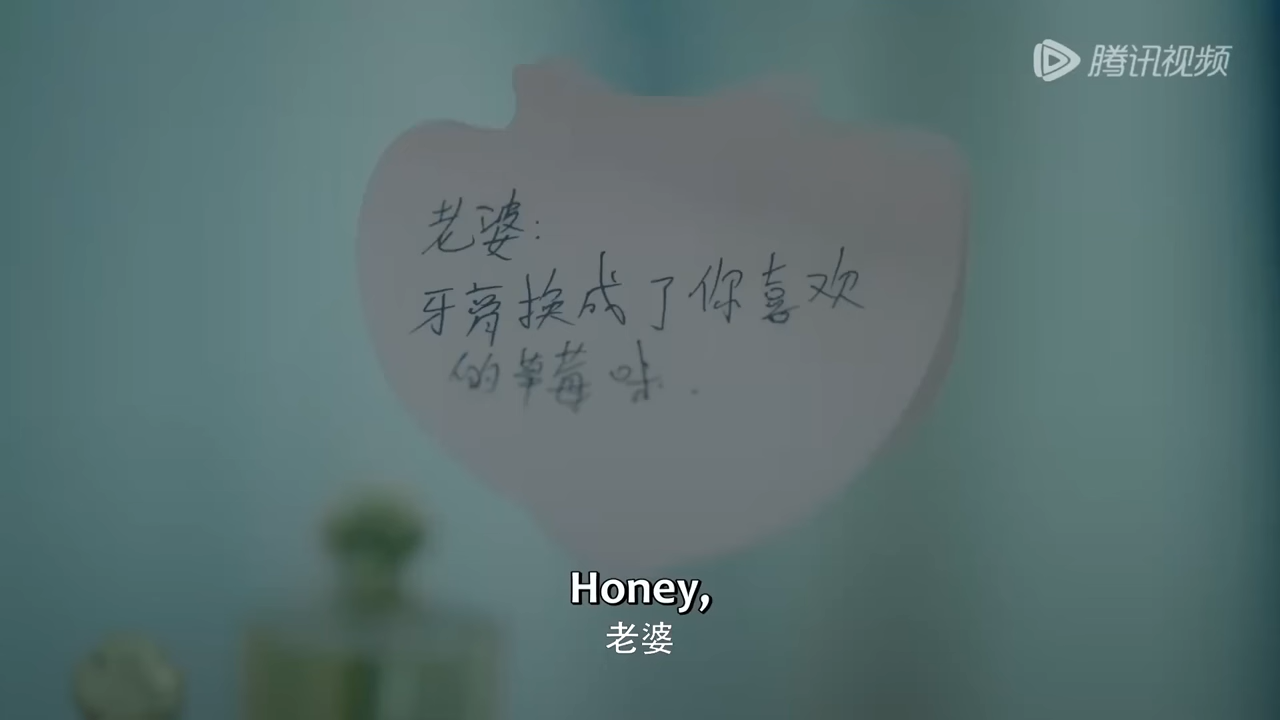 腾讯视频
老婆:
牙膏换成了你喜欢
的草莓味.
Honey,
老婆